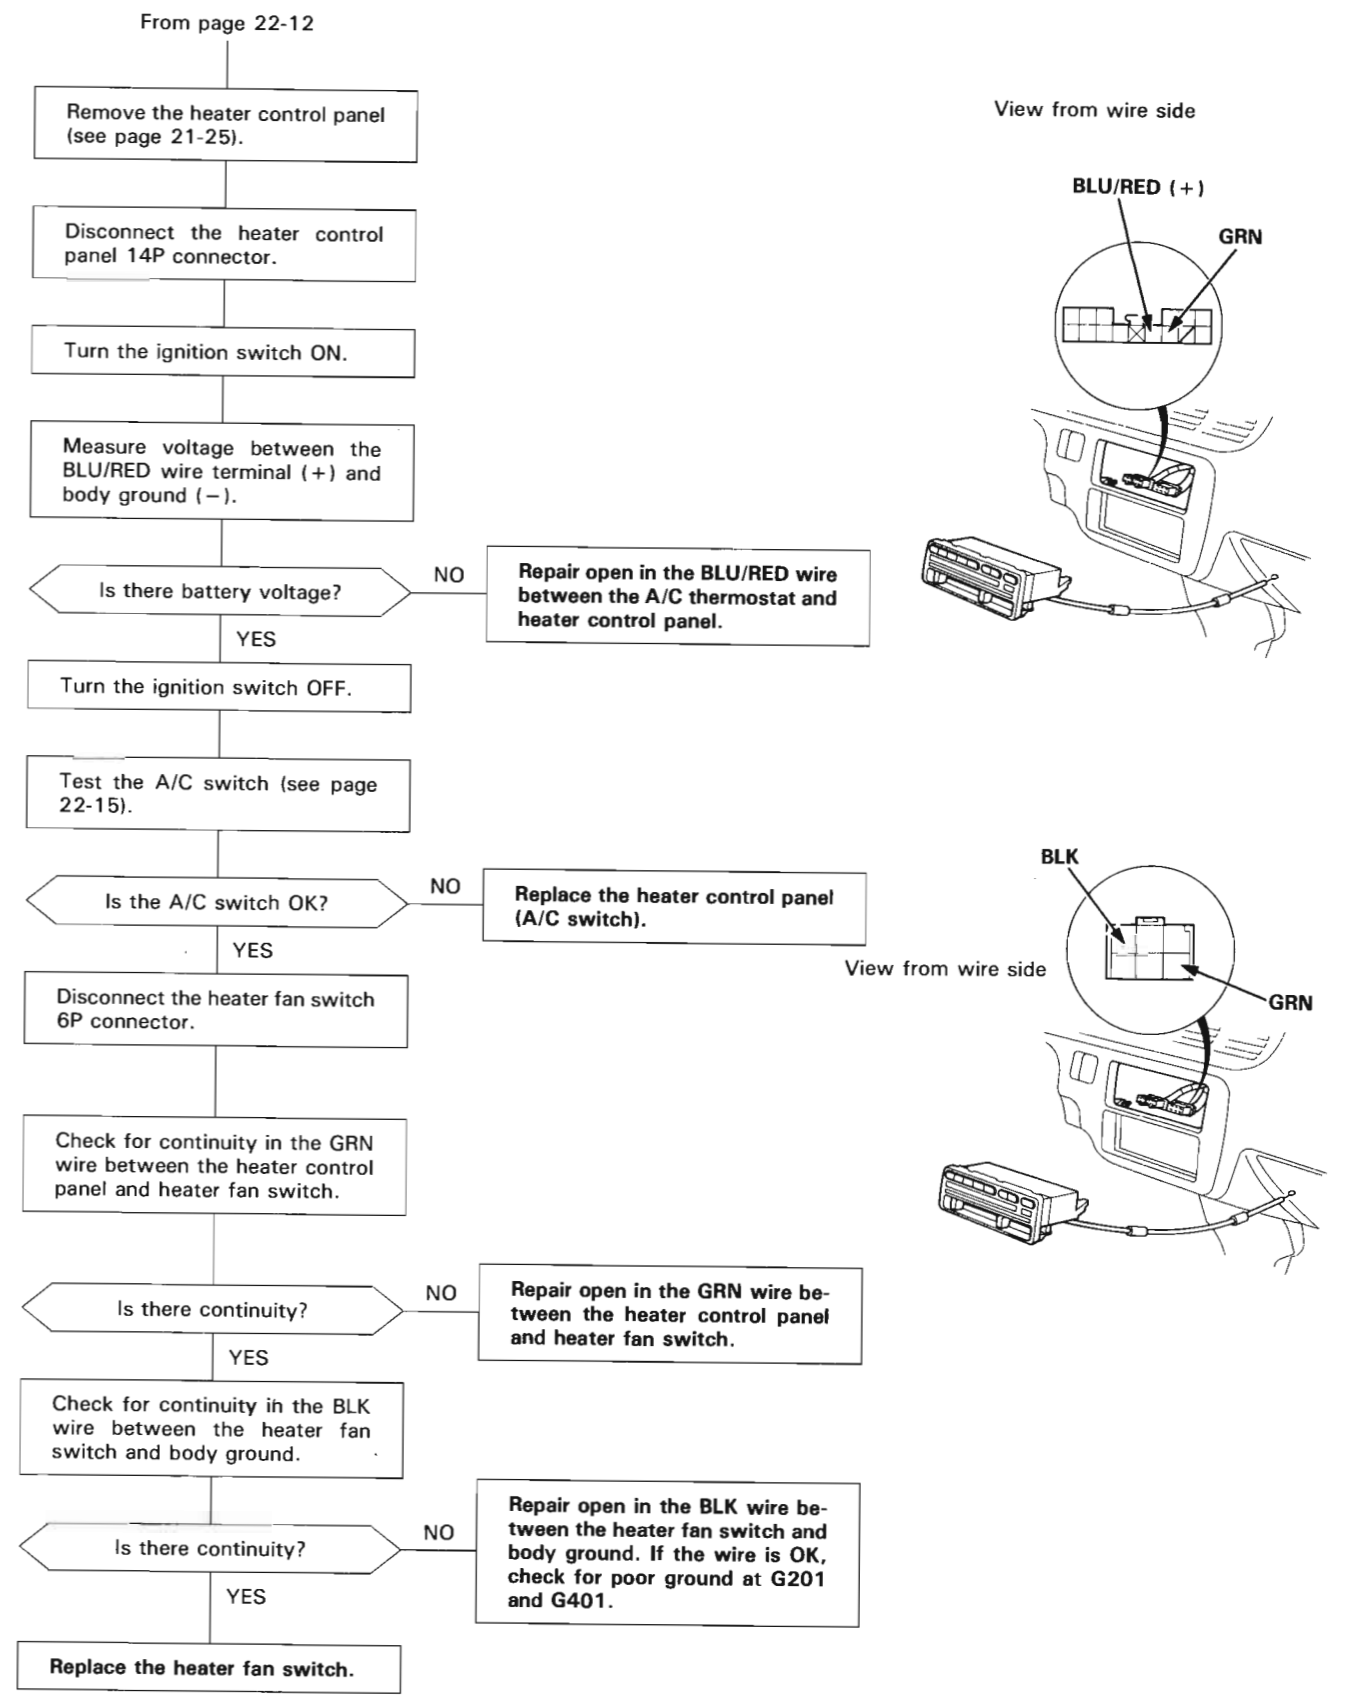 From page 22-12
Remove the heater control panel
(see page 21-25).
Disconnect the heater control
panel 14P connector.
Turn the ignition switch ON.
Measure voltage between the
BLU/RED wire terminal (+) and
body ground (−).
Is there battery voltage?
NO
Repair open in the BLU/RED wire
between the A/C thermostat and
heater control panel.
YES
Turn the ignition switch OFF.
Test the A/C switch (see page
22-15).
Is the A/C switch OK?
NO
Replace the heater control panel
(A/C switch).
YES
Disconnect the heater fan switch
6P connector.
Check for continuity in the GRN
wire between the heater control
panel and heater fan switch.
Is there continuity?
NO
Repair open in the GRN wire be-
tween the heater control panel
and heater fan switch.
YES
Check for continuity in the BLK
wire between the heater fan
switch and body ground.
Is there continuity?
NO
Repair open in the BLK wire be-
tween the heater fan switch and
body ground. If the wire is OK,
check for poor ground at G201
and G401.
YES
Replace the heater fan switch.
View from wire side
BLU/RED (+)
GRN
BLK
View from wire side
GRN